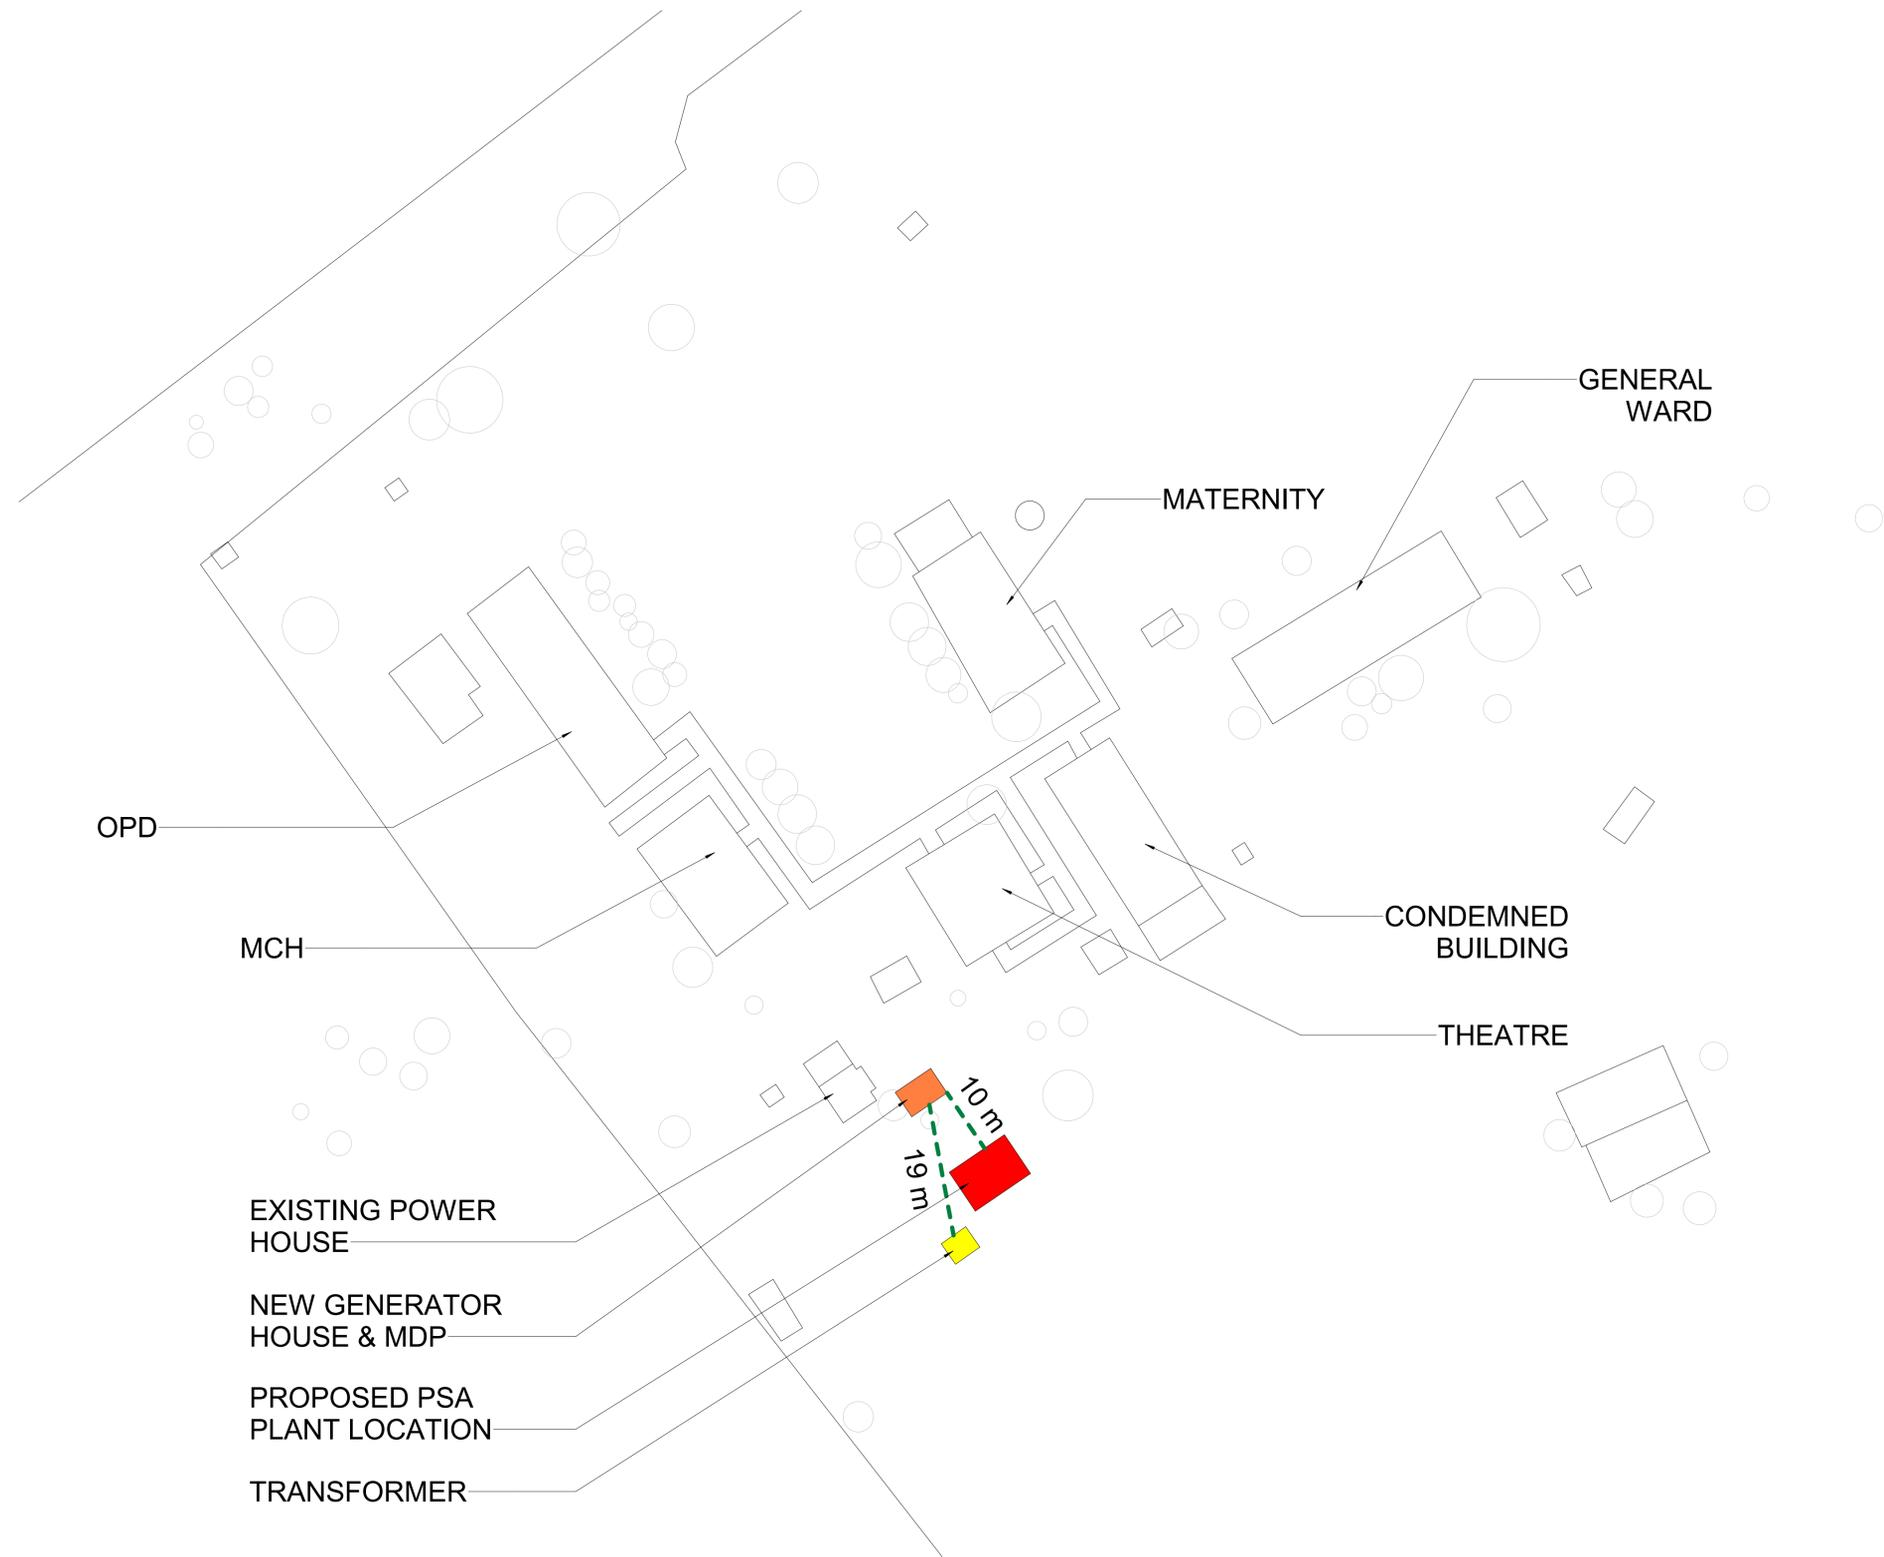 GENERAL
WARD
MATERNITY
OPD
MCH
CONDEMNED
BUILDING
THEATRE
10 m
19 m
EXISTING POWER
HOUSE
NEW GENERATOR
HOUSE & MDP
PROPOSED PSA
PLANT LOCATION
TRANSFORMER